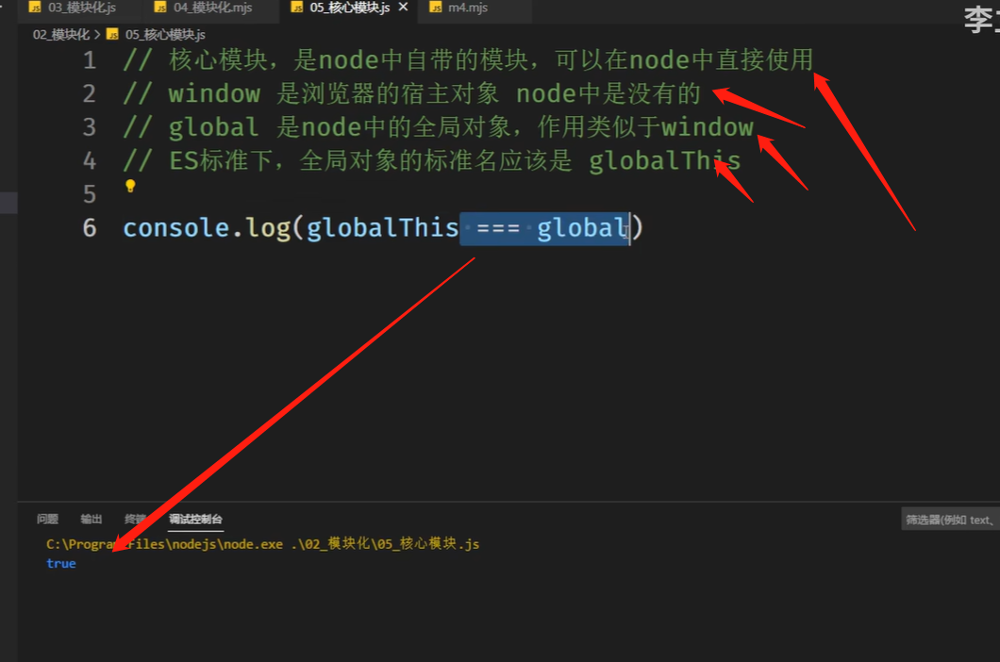 03_模块化.js 04_模块化.mjs 05_核心模块.js m4.mjs
李
02_模块化 > 05_核心模块.js
1 // 核心模块，是node中自带的模块，可以在node中直接使用
2 // window 是浏览器的宿主对象 node中是没有的
3 // global 是node中的全局对象，作用类似于window
4 // ES标准下，全局对象的标准名应该是 globalThis
5
6 console.log(globalThis === global)
问题 输出 终端 调试控制台 筛选器(例如 text、
C:\Program Files\nodejs\node.exe .\02_模块化\05_核心模块.js
true